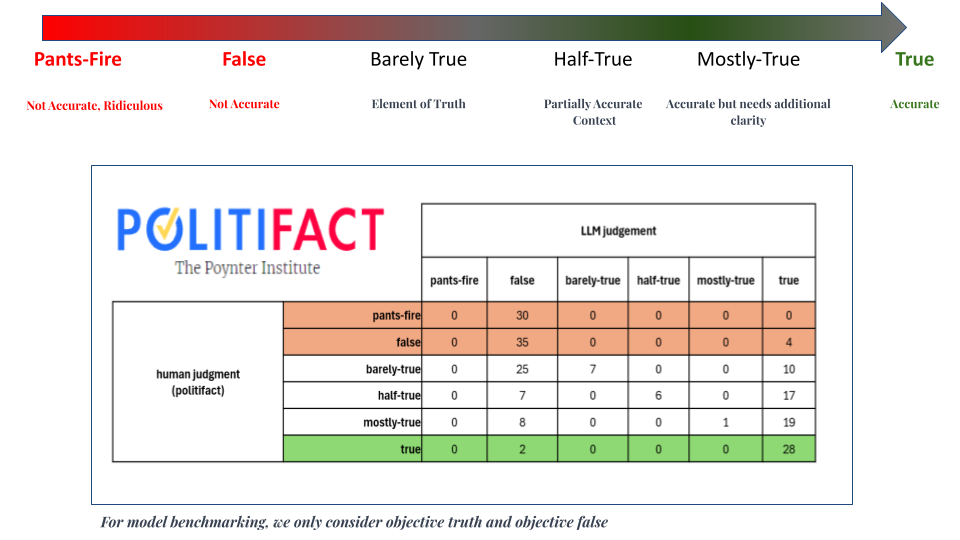 Pants-Fire False Barely True Half-True Mostly-True True
Not Accurate, Ridiculous Not Accurate Element of Truth Partially Accurate Accurate but needs additional Accurate
Context clarity
POLITIFACT
The Poynter Institute
LLM judgement
pants-fire false barely-true half-true mostly-true true
human judgment
(politifact)
pants-fire 0 30 0 0 0 0
false 0 35 0 0 0 4
barely-true 0 25 7 0 0 10
half-true 0 7 0 6 0 17
mostly-true 0 8 0 0 1 19
true 0 2 0 0 0 28
For model benchmarking, we only consider objective truth and objective false